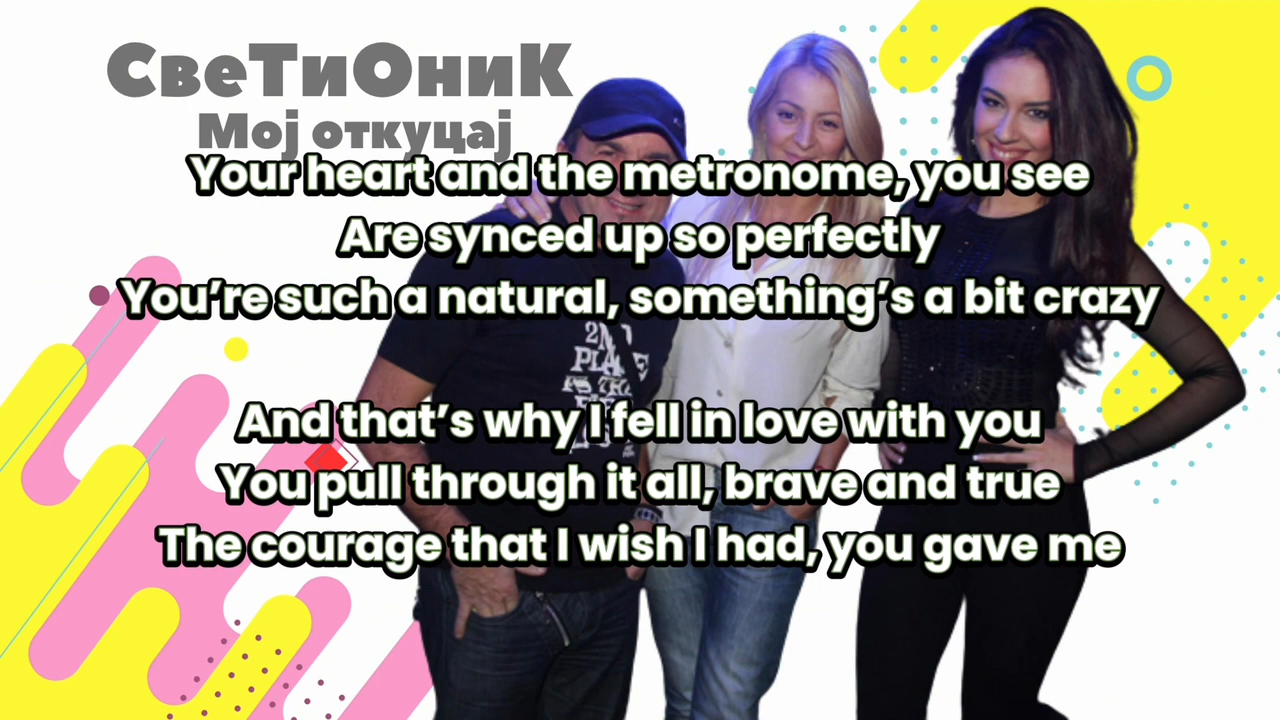 СвеТиОниК
Мој откуцај
Your heart and the metronome, you see
Are synced up so perfectly
You’re such a natural, something’s a bit crazy
And that’s why I fell in love with you
You pull through it all, brave and true
The courage that I wish I had, you gave me